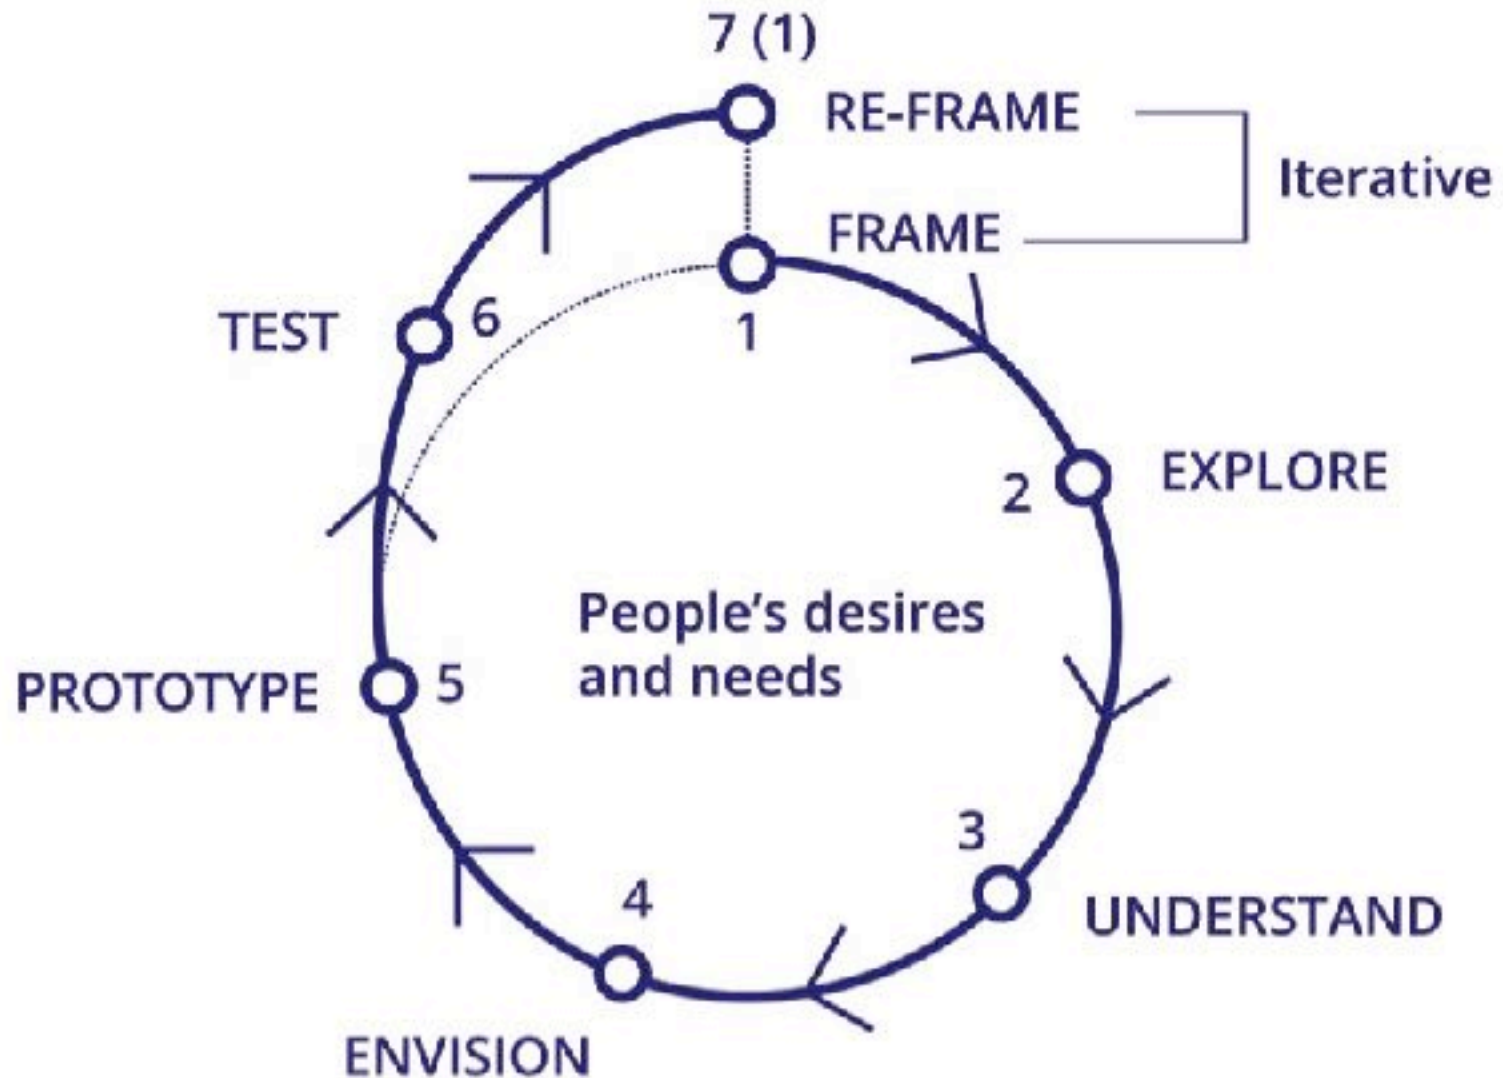 7 (1)
RE-FRAME
Iterative
FRAME
1
TEST
6
2
EXPLORE
People’s desires
and needs
PROTOTYPE
5
3
UNDERSTAND
4
ENVISION